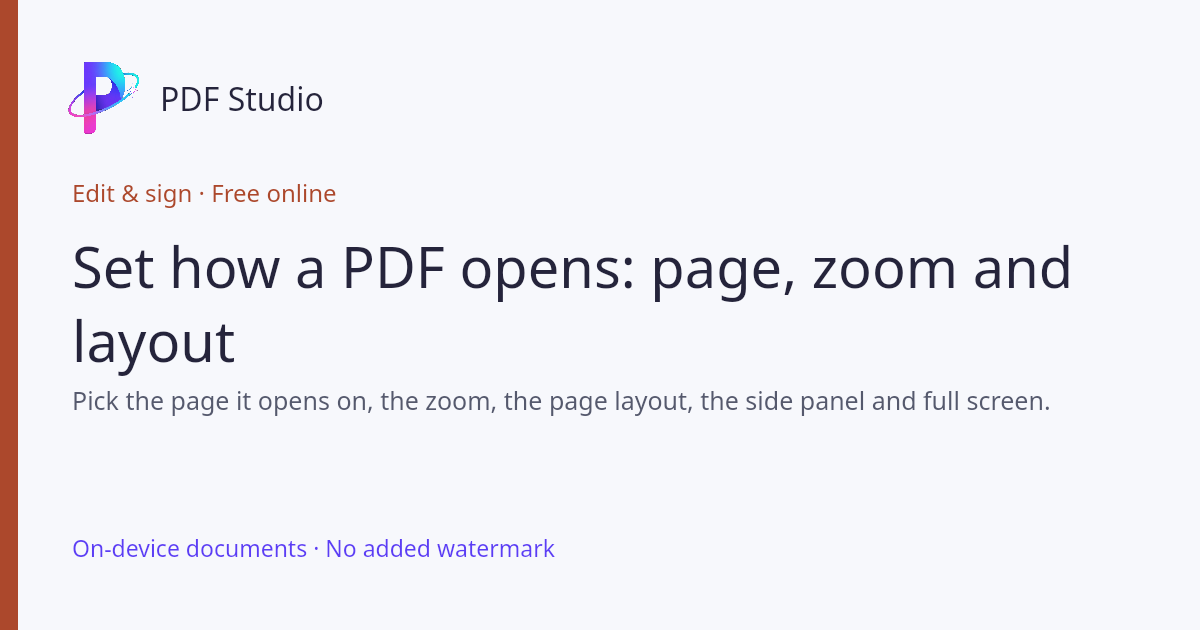 PDF Studio
Edit & sign · Free online
Set how a PDF opens: page, zoom and
layout
Pick the page it opens on, the zoom, the page layout, the side panel and full screen.
On-device documents · No added watermark